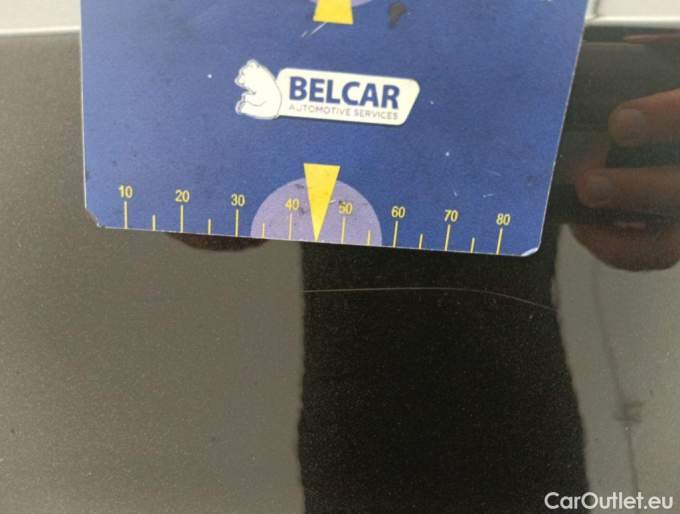 BELCAR
AUTOMOTIVE SERVICES
10 20 30 40 50 60 70 80
CarOutlet.eu